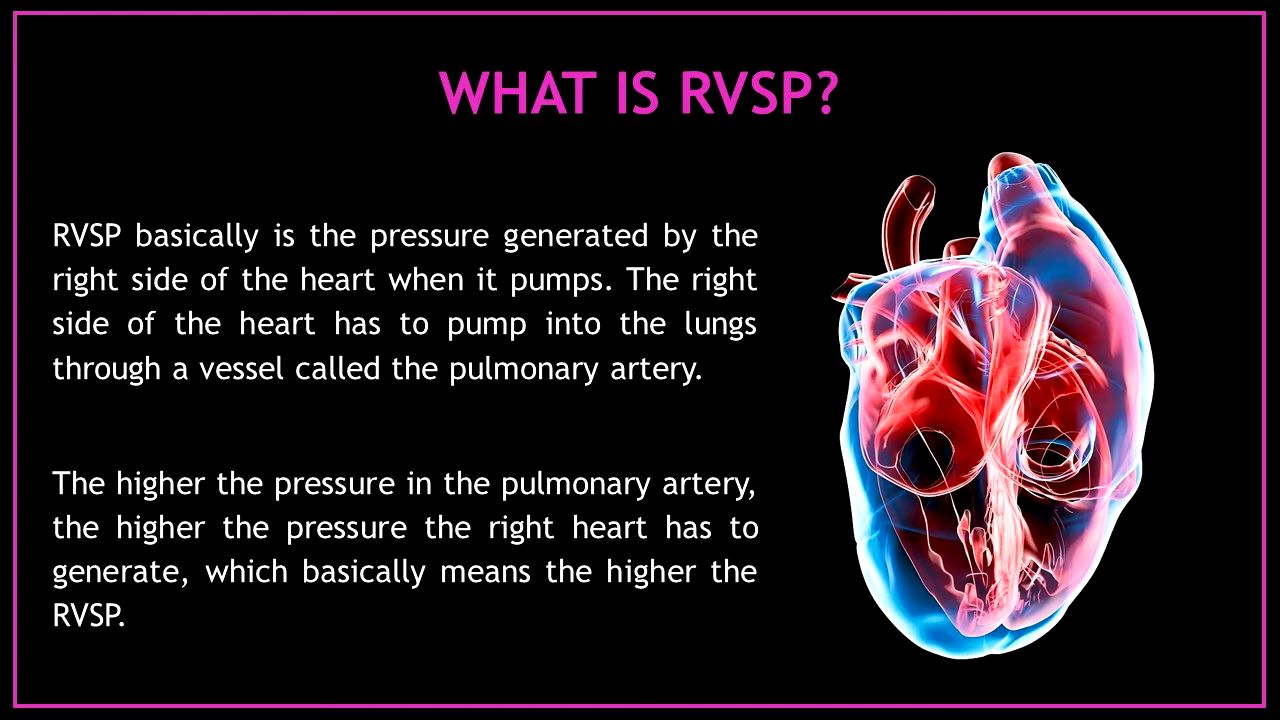 WHAT IS RVSP?
RVSP basically is the pressure generated by the
right side of the heart when it pumps. The right
side of the heart has to pump into the lungs
through a vessel called the pulmonary artery.
The higher the pressure in the pulmonary artery,
the higher the pressure the right heart has to
generate, which basically means the higher the
RVSP.